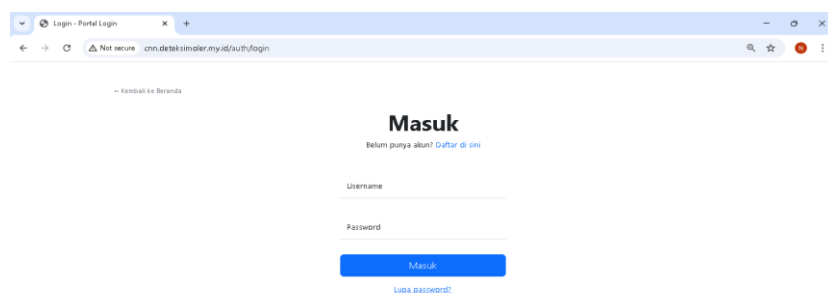 Login - Portal Login
Not secure cnn.deteksimoler.my.id/auth/login
N
← Kembali ke Beranda
Masuk
Belum punya akun? Daftar di sini
Username
Password
Masuk
Lupa password?